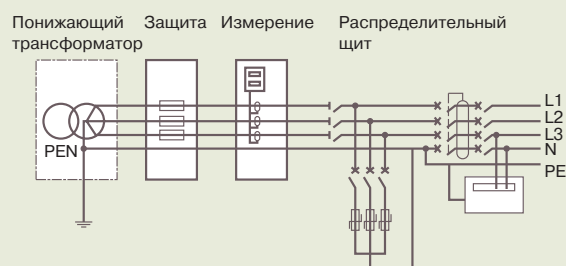 Понижающий трансформатор
Защита
Измерение
Распределительный щит
L1
L2
L3
N
PE
PEN